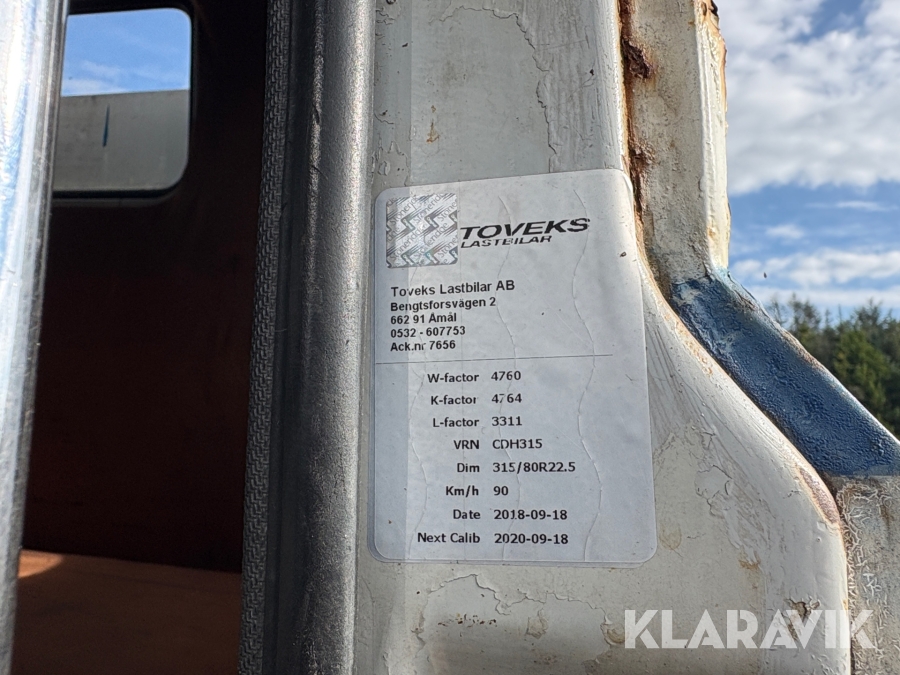 TOVEKS
LASTBILAR
Toveks Lastbilar AB
Bengtsforsvägen 2
662 91 Åmål
0532 - 607753
Ack.nr 7656
W-factor 4760
K-factor 4764
L-factor 3311
VRN CDH315
Dim 315/80R22.5
Km/h 90
Date 2018-09-18
Next Calib 2020-09-18
KLARAVIK